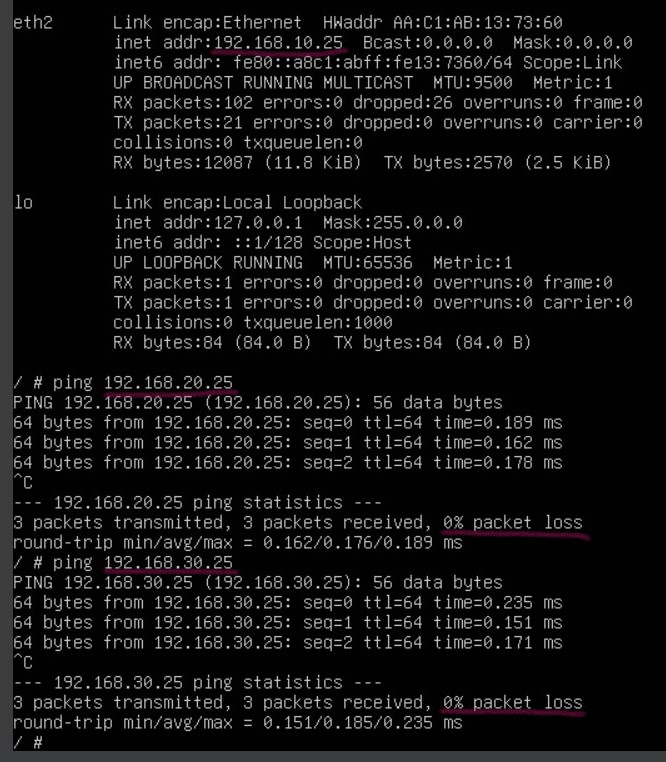 eth2 Link encap:Ethernet HWaddr AA:C1:AB:13:73:60
inet addr:192.168.10.25 Bcast:0.0.0.0 Mask:0.0.0.0
inet6 addr: fe80::a8c1:abff:fe13:7360/64 Scope:Link
UP BROADCAST RUNNING MULTICAST MTU:9500 Metric:1
RX packets:102 errors:0 dropped:26 overruns:0 frame:0
TX packets:21 errors:0 dropped:0 overruns:0 carrier:0
collisions:0 txqueuelen:0
RX bytes:12087 (11.8 KiB) TX bytes:2570 (2.5 KiB)
lo Link encap:Local Loopback
inet addr:127.0.0.1 Mask:255.0.0.0
inet6 addr: ::1/128 Scope:Host
UP LOOPBACK RUNNING MTU:65536 Metric:1
RX packets:1 errors:0 dropped:0 overruns:0 frame:0
TX packets:1 errors:0 dropped:0 overruns:0 carrier:0
collisions:0 txqueuelen:1000
RX bytes:84 (84.0 B) TX bytes:84 (84.0 B)
/ # ping 192.168.20.25
PING 192.168.20.25 (192.168.20.25): 56 data bytes
64 bytes from 192.168.20.25: seq=0 ttl=64 time=0.189 ms
64 bytes from 192.168.20.25: seq=1 ttl=64 time=0.162 ms
64 bytes from 192.168.20.25: seq=2 ttl=64 time=0.178 ms
^C
--- 192.168.20.25 ping statistics ---
3 packets transmitted, 3 packets received, 0% packet loss
round-trip min/avg/max = 0.162/0.176/0.189 ms
/ # ping 192.168.30.25
PING 192.168.30.25 (192.168.30.25): 56 data bytes
64 bytes from 192.168.30.25: seq=0 ttl=64 time=0.235 ms
64 bytes from 192.168.30.25: seq=1 ttl=64 time=0.151 ms
64 bytes from 192.168.30.25: seq=2 ttl=64 time=0.171 ms
^C
--- 192.168.30.25 ping statistics ---
3 packets transmitted, 3 packets received, 0% packet loss
round-trip min/avg/max = 0.151/0.185/0.235 ms
/ #